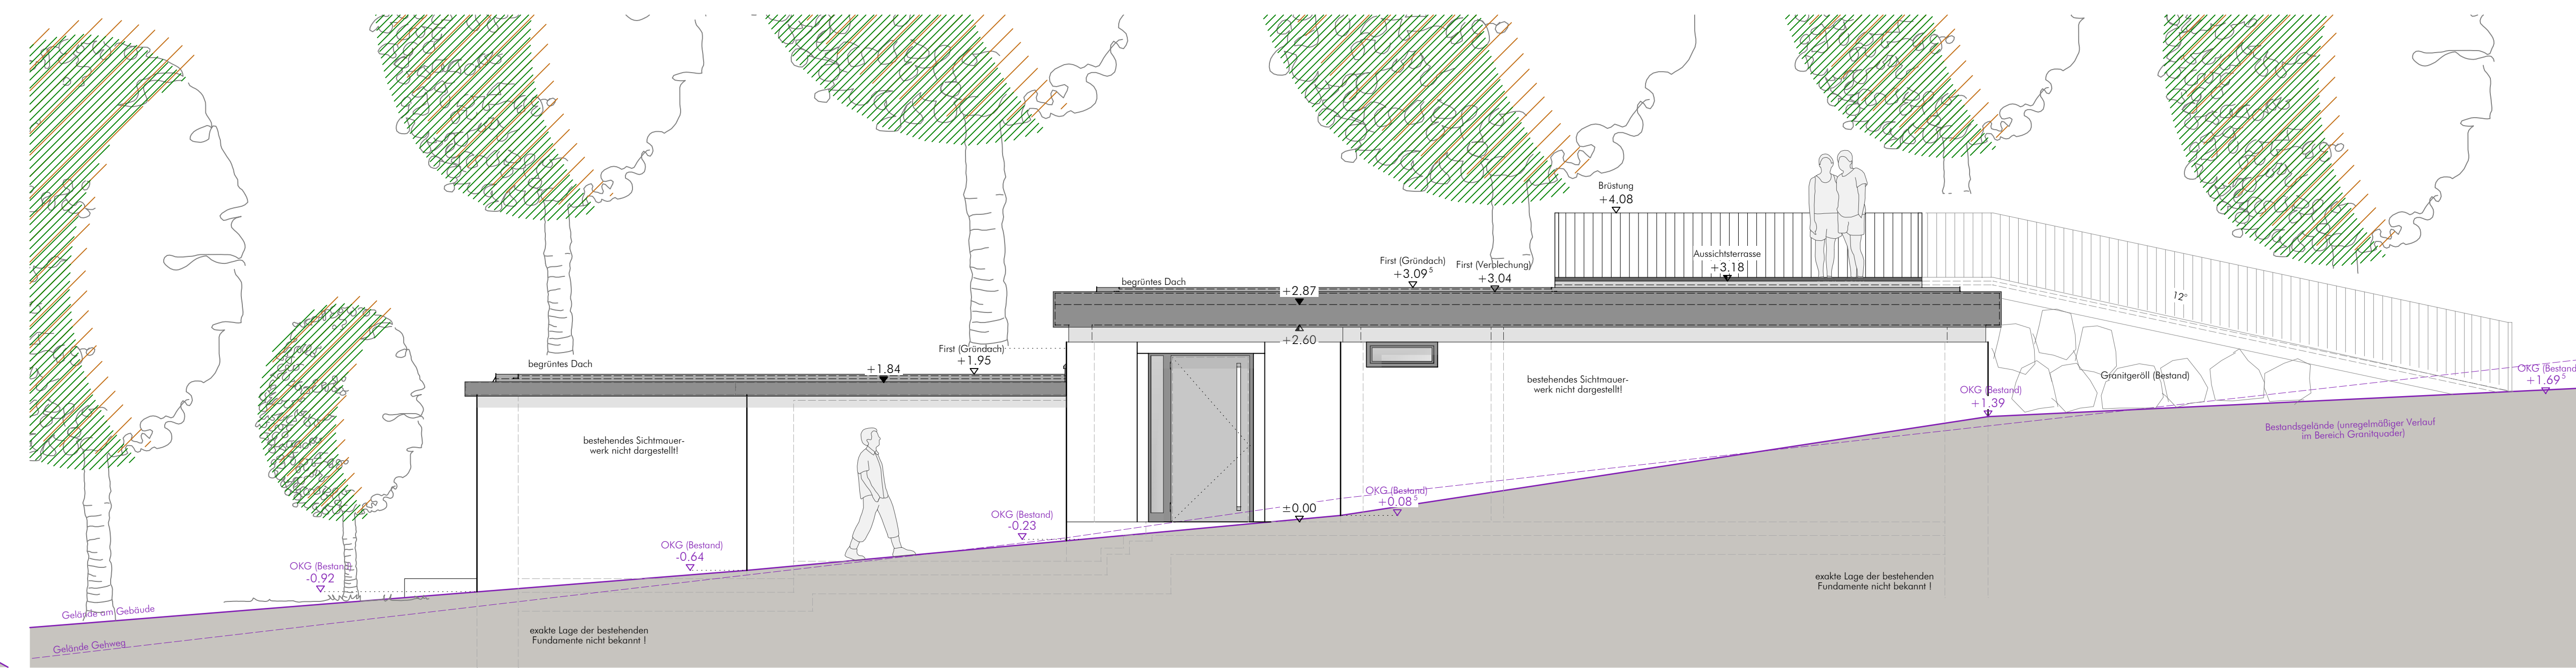 Brüstung
+4.08
Aussichtsterrasse
+3.18
First (Gründach)
+3.09⁵
First (Verblechung)
+3.04
begrüntes Dach
+2.87
+2.60
12°
First (Gründach)
+1.95
begrüntes Dach
+1.84
bestehendes Sichtmauer-
werk nicht dargestellt!
bestehendes Sichtmauer-
werk nicht dargestellt!
Granitgeröll (Bestand)
OKG (Bestand
+1.69⁵
OKG (Bestand)
+1.39
Bestandsgelände (unregelmäßiger Verlauf
im Bereich Granitquader)
OKG (Bestand)
+0.08⁵
±0.00
OKG (Bestand)
-0.23
OKG (Bestand)
-0.64
OKG (Bestand)
-0.92
Gelände am Gebäude
Gelände Gehweg
exakte Lage der bestehenden
Fundamente nicht bekannt !
exakte Lage der bestehenden
Fundamente nicht bekannt !